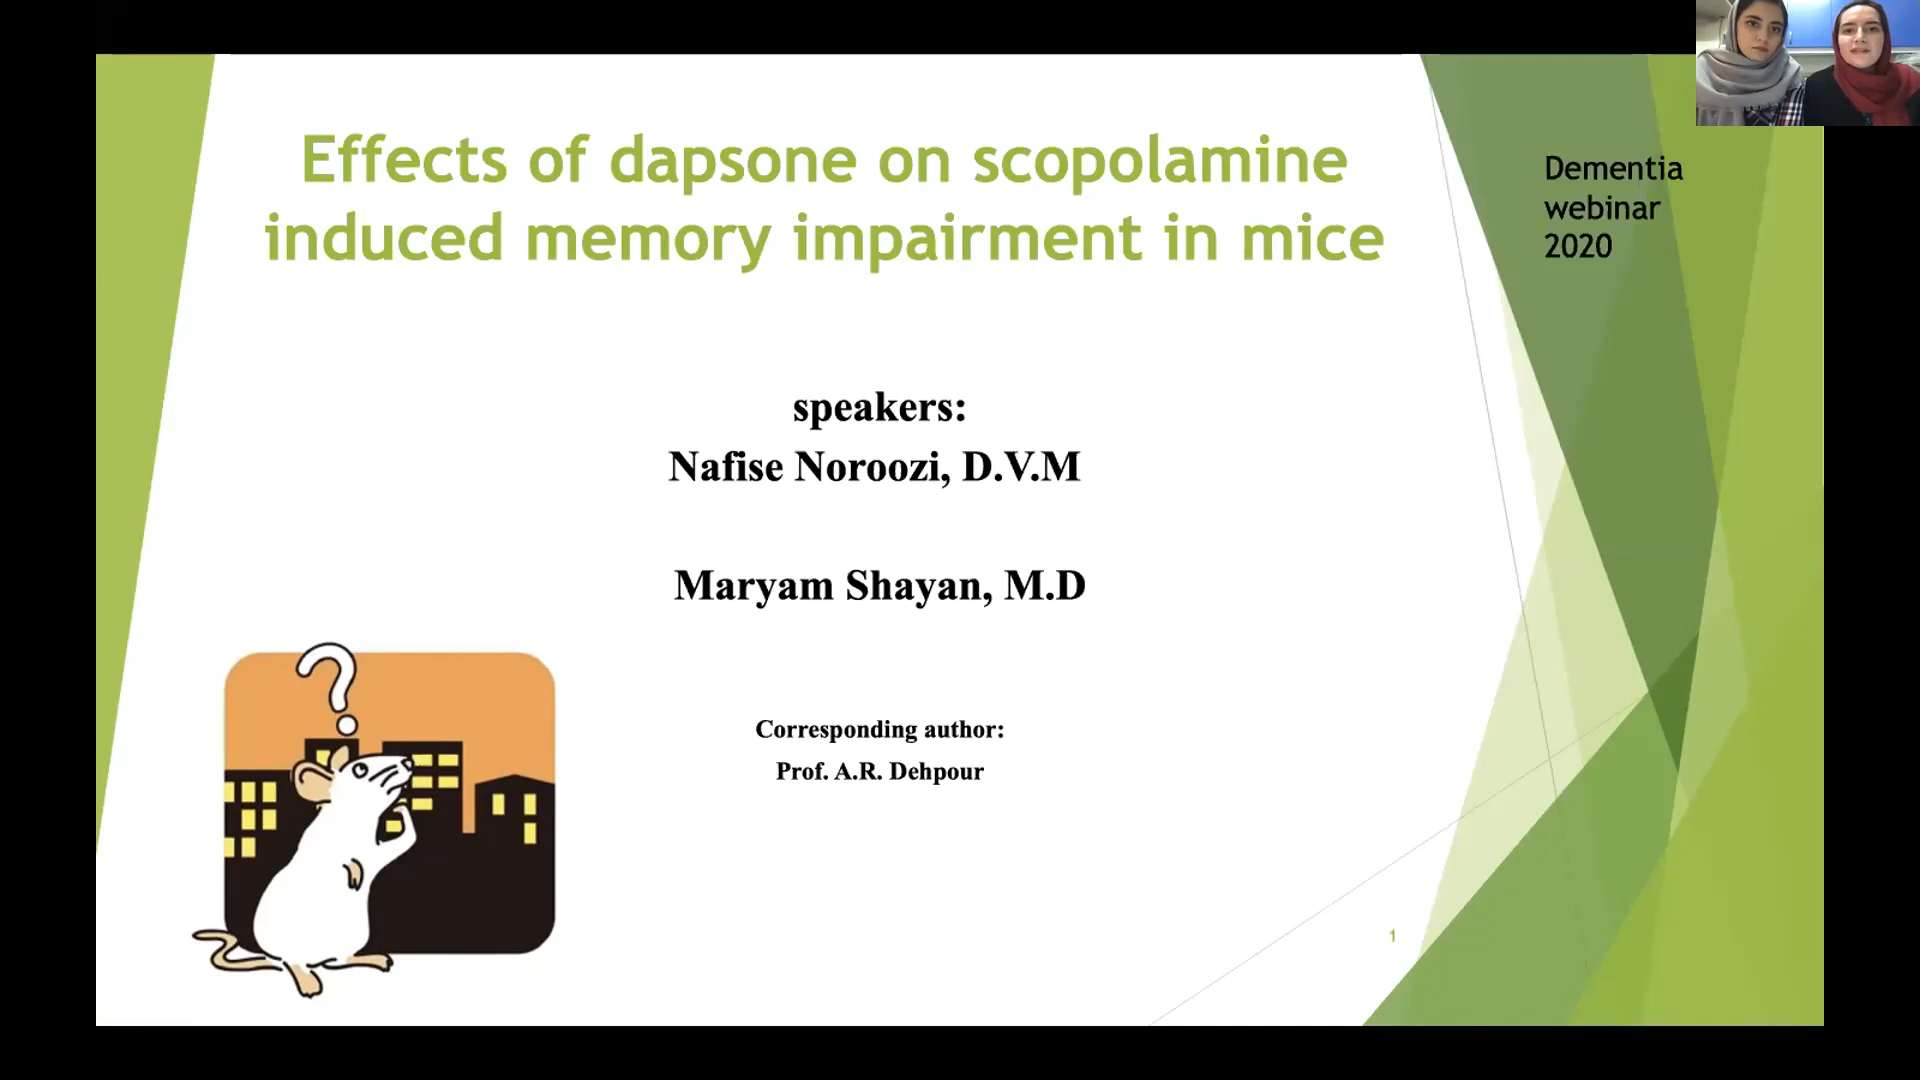 Effects of dapsone on scopolamine
induced memory impairment in mice
Dementia
webinar
2020
speakers:
Nafise Noroozi, D.V.M
Maryam Shayan, M.D
Corresponding author:
Prof. A.R. Dehpour
?
1